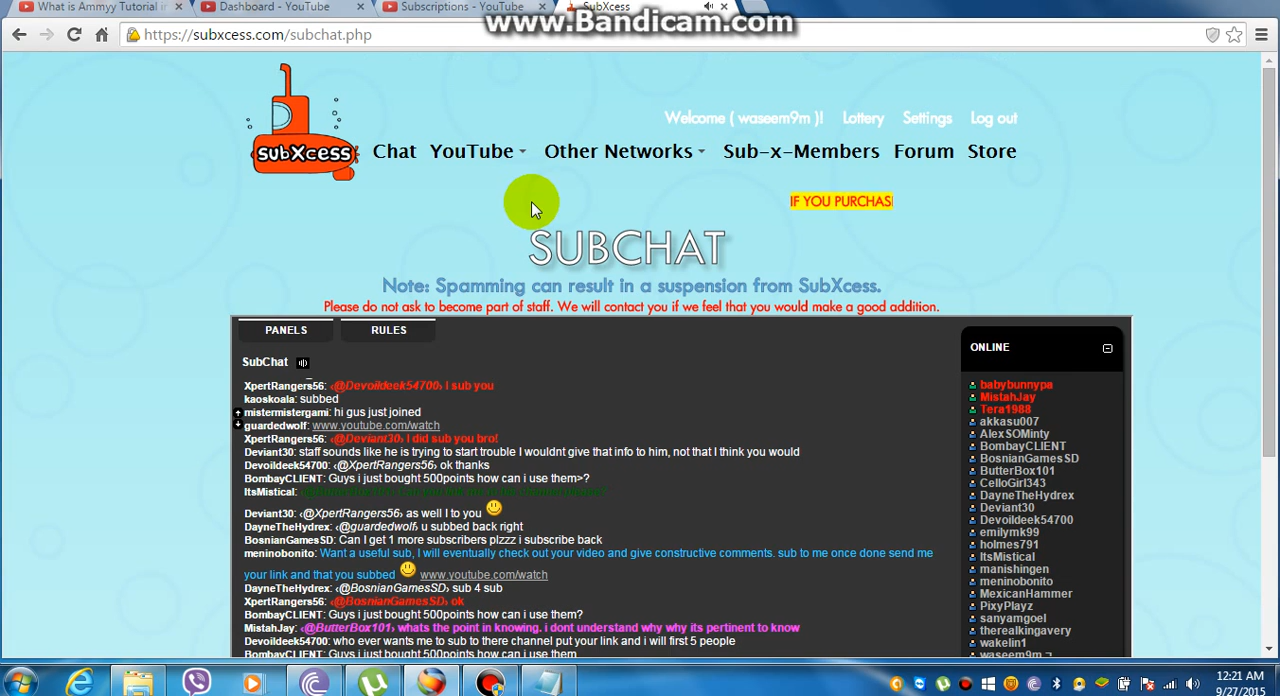 What is Ammyy Tutorial in
Dashboard - YouTube
Subscriptions - YouTube
SubXcess
www.Bandicam.com
https://subxcess.com/subchat.php
Welcome ( waseem9m )! Lottery Settings Log out
subXcess
Chat YouTube Other Networks Sub-x-Members Forum Store
IF YOU PURCHAS
SUBCHAT
Note: Spamming can result in a suspension from SubXcess.
Please do not ask to become part of staff. We will contact you if we feel that you would make a good addition.
PANELS RULES
SubChat
XpertRangers56: ‹@Devoildeek54700› I sub you
kaoskoala: subbed
mistermistergami: hi guys just joined
guardedwolf: www.youtube.com/watch
XpertRangers56: ‹@Deviant30› I did sub you bro!
Deviant30: staff sounds like he is trying to start trouble I wouldnt give that info to him, not that I think you would
Devoildeek54700: ‹@XpertRangers56› ok thanks
BombayCLIENT: Guys i just bought 500points how can i use them>?
ItsMistical:
Deviant30: ‹@XpertRangers56› as well I to you
DayneTheHydrex: ‹@guardedwolf› u subbed back right
BosnianGamesSD: Can I get 1 more subscribers plzzz i subscribe back
meninobonito: Want a useful sub, I will eventually check out your video and give constructive comments. sub to me once done send me
your link and that you subbed www.youtube.com/watch
DayneTheHydrex: ‹@BosnianGamesSD› sub 4 sub
XpertRangers56: ‹@BosnianGamesSD› ok
BombayCLIENT: Guys i just bought 500points how can i use them?
MistahJay: ‹@ButterBox101› whats the point in knowing. i dont understand why why its pertinent to know
Devoildeek54700: who ever wants me to sub to there channel put your link and i will first 5 people
BombayCLIENT: Guys i just bought 500points how can i use them
ONLINE
babybunnypa
MistahJay
Tera1988
akkasu007
AlexSOMinty
BombayCLIENT
BosnianGamesSD
ButterBox101
CelloGirl343
DayneTheHydrex
Deviant30
Devoildeek54700
emilymk99
holmes791
ItsMistical
manishingen
meninobonito
MexicanHammer
PixyPlayz
sanyamgoel
therealkingavery
wakelin1
waseem9m
12:21 AM
9/27/2015